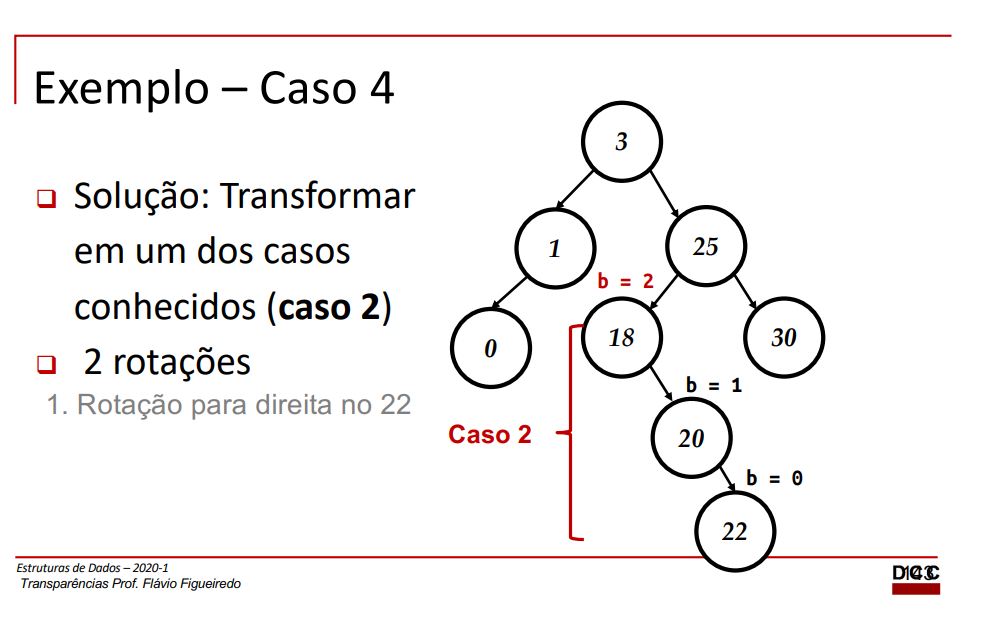 Exemplo – Caso 4
Solução: Transformar
em um dos casos
conhecidos (caso 2)
2 rotações
1. Rotação para direita no 22
3
1
25
b = 2
0
18
30
b = 1
Caso 2
20
b = 0
22
Estruturas de Dados – 2020-1
Transparências Prof. Flávio Figueiredo
DCC
143